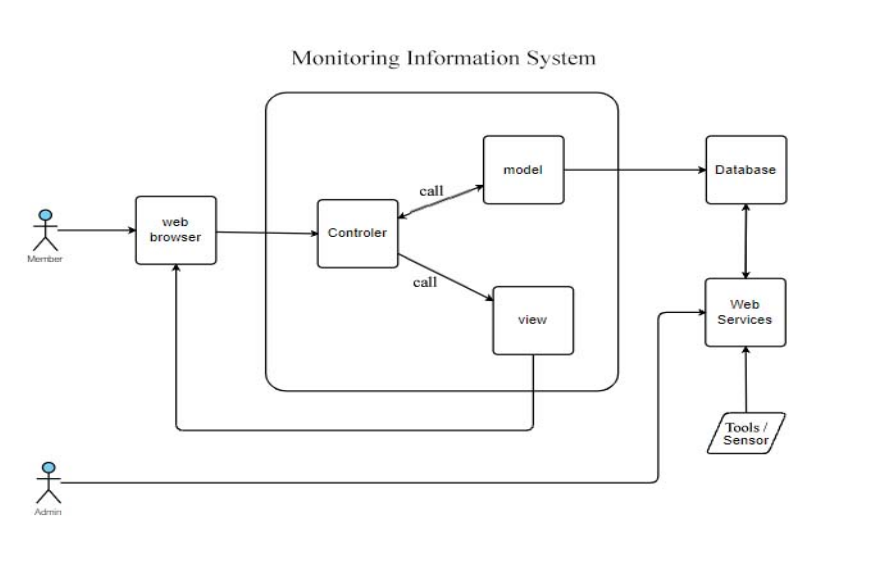 Monitoring Information System
model
Database
call
web
browser
Controler
Member
call
view
Web
Services
Tools /
Sensor
Admin